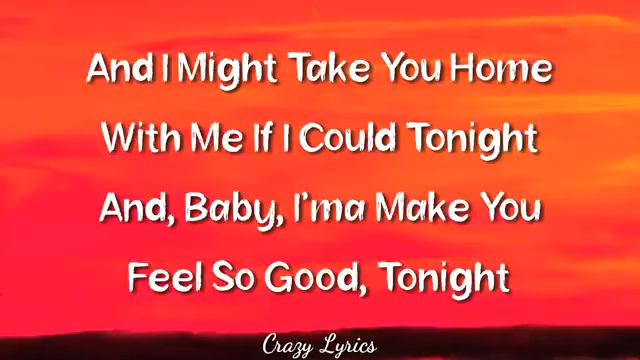 And I Might Take You Home
With Me If I Could Tonight
And, Baby, I'ma Make You
Feel So Good, Tonight
Crazy Lyrics